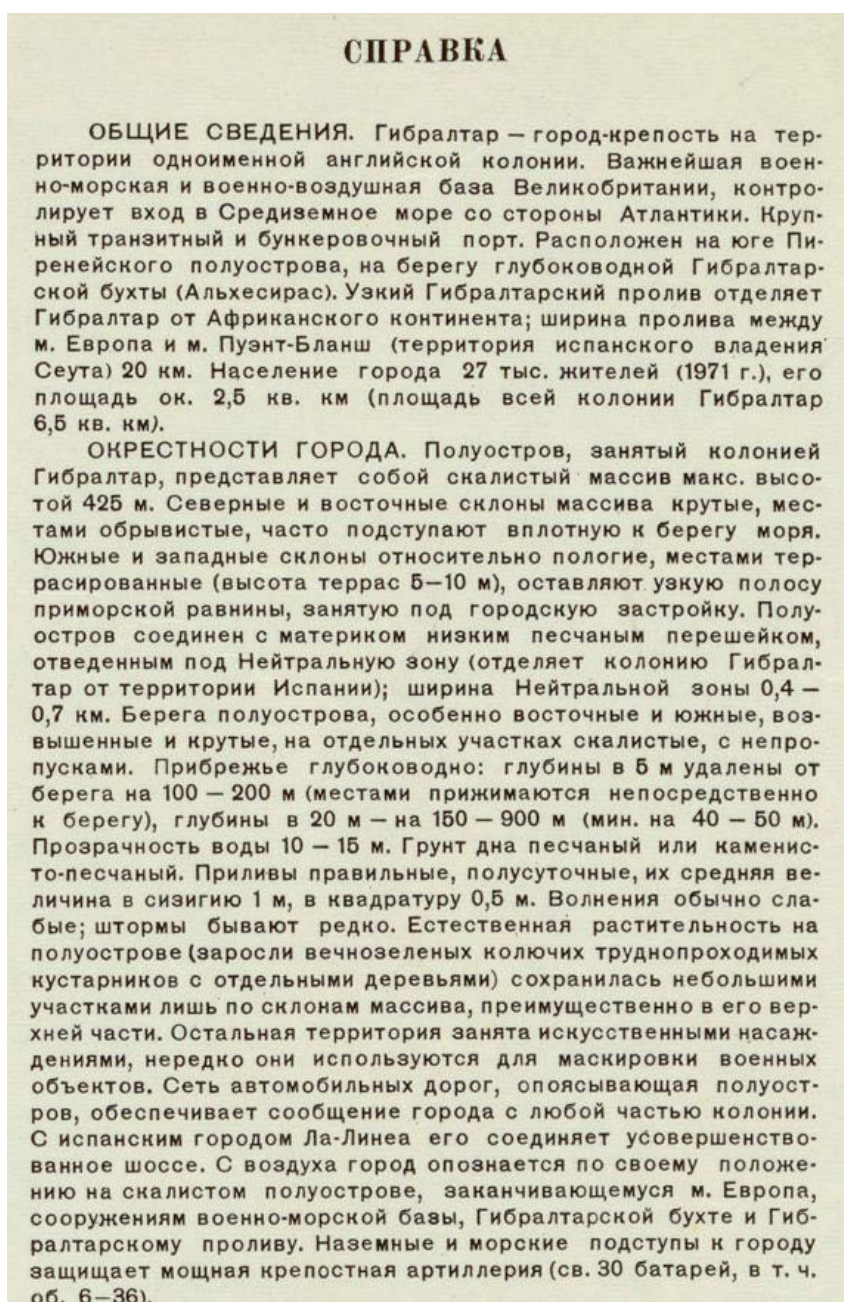 СПРАВКА
ОБЩИЕ СВЕДЕНИЯ. Гибралтар — город-крепость на тер-
ритории одноименной английской колонии. Важнейшая воен-
но-морская и военно-воздушная база Великобритании, контро-
лирует вход в Средиземное море со стороны Атлантики. Круп-
ный транзитный и бункеровочный порт. Расположен на юге Пи-
ренейского полуострова, на берегу глубоководной Гибралтар-
ской бухты (Альхесирас). Узкий Гибралтарский пролив отделяет
Гибралтар от Африканского континента; ширина пролива между
м. Европа и м. Пуэнт-Бланш (территория испанского владения
Сеута) 20 км. Население города 27 тыс. жителей (1971 г.), его
площадь ок. 2,5 кв. км (площадь всей колонии Гибралтар
6,5 кв. км).
ОКРЕСТНОСТИ ГОРОДА. Полуостров, занятый колонией
Гибралтар, представляет собой скалистый массив макс. высо-
той 425 м. Северные и восточные склоны массива крутые, мес-
тами обрывистые, часто подступают вплотную к берегу моря.
Южные и западные склоны относительно пологие, местами тер-
расированные (высота террас 5—10 м), оставляют узкую полосу
приморской равнины, занятую под городскую застройку. Полу-
остров соединен с материком низким песчаным перешейком,
отведенным под Нейтральную зону (отделяет колонию Гибрал-
тар от территории Испании); ширина Нейтральной зоны 0,4 —
0,7 км. Берега полуострова, особенно восточные и южные, воз-
вышенные и крутые, на отдельных участках скалистые, с непро-
пусками. Прибрежье глубоководно: глубины в 5 м удалены от
берега на 100 — 200 м (местами прижимаются непосредственно
к берегу), глубины в 20 м — на 150 — 900 м (мин. на 40 — 50 м).
Прозрачность воды 10 — 15 м. Грунт дна песчаный или каменис-
то-песчаный. Приливы правильные, полусуточные, их средняя ве-
личина в сизигию 1 м, в квадратуру 0,5 м. Волнения обычно сла-
бые; штормы бывают редко. Естественная растительность на
полуострове (заросли вечнозеленых колючих труднопроходимых
кустарников с отдельными деревьями) сохранилась небольшими
участками лишь по склонам массива, преимущественно в его вер-
хней части. Остальная территория занята искусственными насаж-
дениями, нередко они используются для маскировки военных
объектов. Сеть автомобильных дорог, опоясывающая полуост-
ров, обеспечивает сообщение города с любой частью колонии.
С испанским городом Ла-Линеа его соединяет усовершенство-
ванное шоссе. С воздуха город опознается по своему положе-
нию на скалистом полуострове, заканчивающемуся м. Европа,
сооружениям военно-морской базы, Гибралтарской бухте и Гиб-
ралтарскому проливу. Наземные и морские подступы к городу
защищает мощная крепостная артиллерия (св. 30 батарей, в т. ч.
об. 6—36).